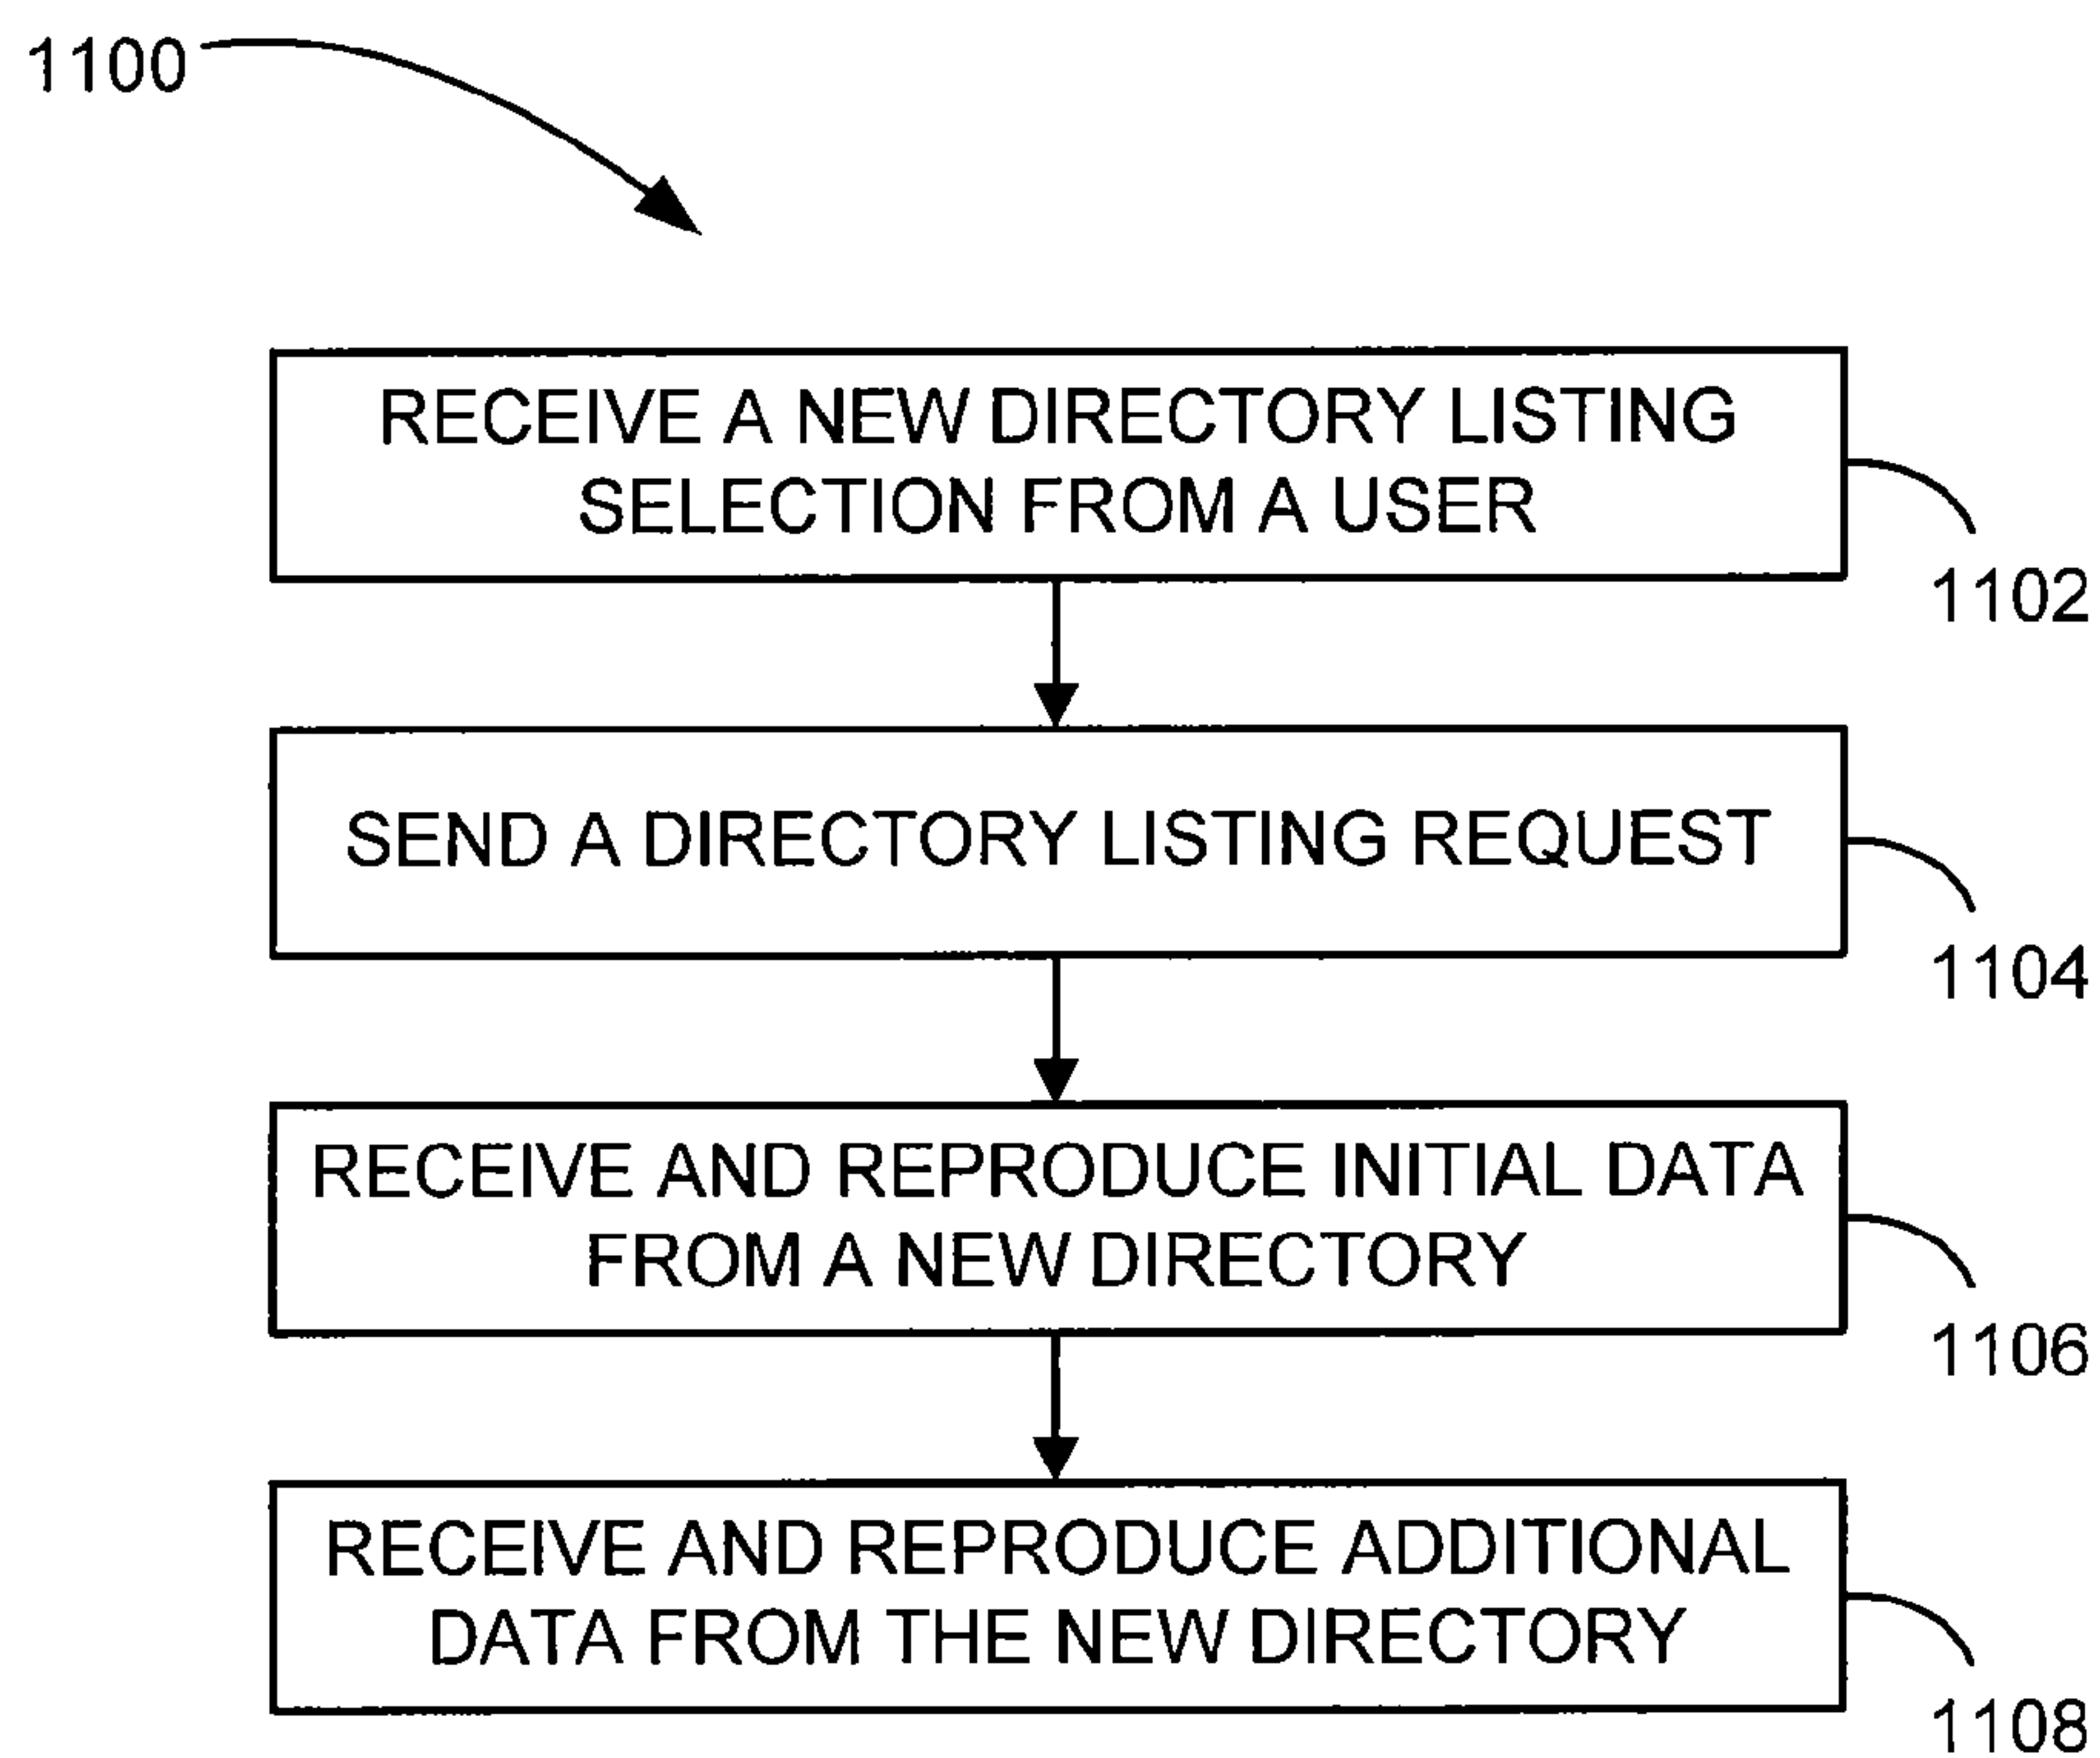 1100
RECEIVE A NEW DIRECTORY LISTING
SELECTION FROM A USER
1102
SEND A DIRECTORY LISTING REQUEST
1104
RECEIVE AND REPRODUCE INITIAL DATA
FROM A NEW DIRECTORY
1106
RECEIVE AND REPRODUCE ADDITIONAL
DATA FROM THE NEW DIRECTORY
1108